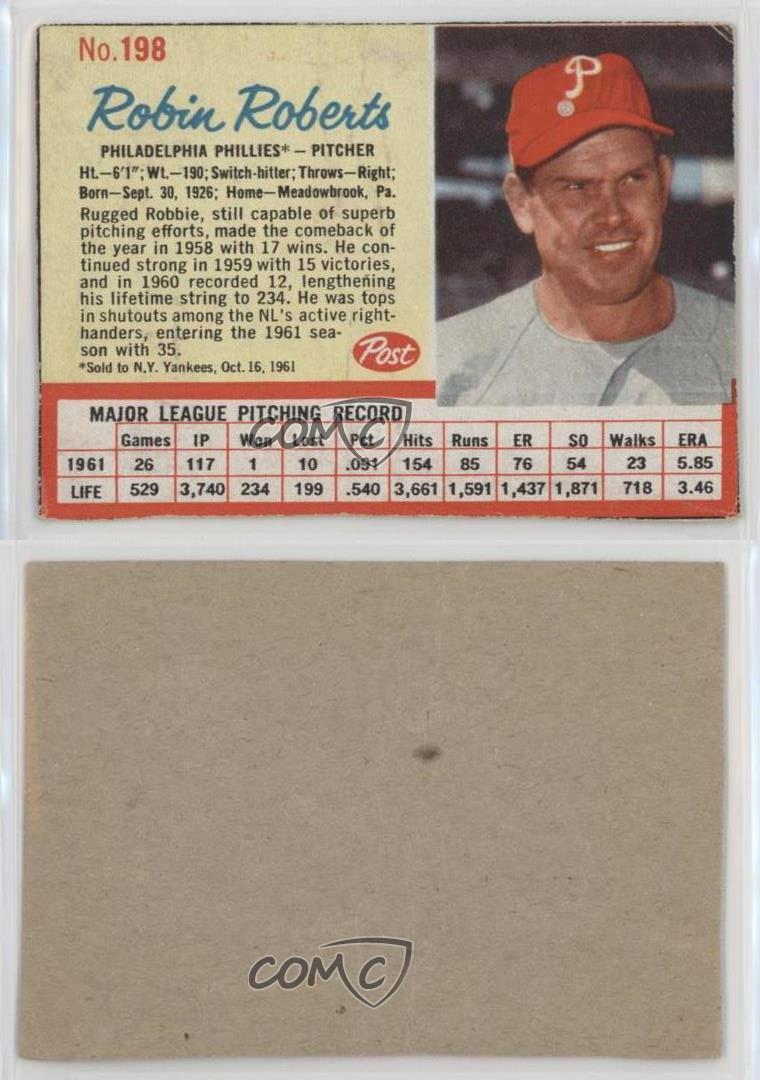 No.198
Robin Roberts
PHILADELPHIA PHILLIES* — PITCHER
Ht.—6'1"; Wt.—190; Switch-hitter; Throws—Right;
Born—Sept. 30, 1926; Home—Meadowbrook, Pa.
Rugged Robbie, still capable of superb
pitching efforts, made the comeback of
the year in 1958 with 17 wins. He con-
tinued strong in 1959 with 15 victories,
and in 1960 recorded 12, lengthening
his lifetime string to 234. He was tops
in shutouts among the NL's active right-
handers, entering the 1961 sea-
son with 35.
*Sold to N.Y. Yankees, Oct. 16, 1961
Post
P
MAJOR LEAGUE PITCHING RECORD
Games IP Won Lost Pct. Hits Runs ER SO Walks ERA
1961 26 117 1 10 .091 154 85 76 54 23 5.85
LIFE 529 3,740 234 199 .540 3,661 1,591 1,437 1,871 718 3.46
COMC
COMC